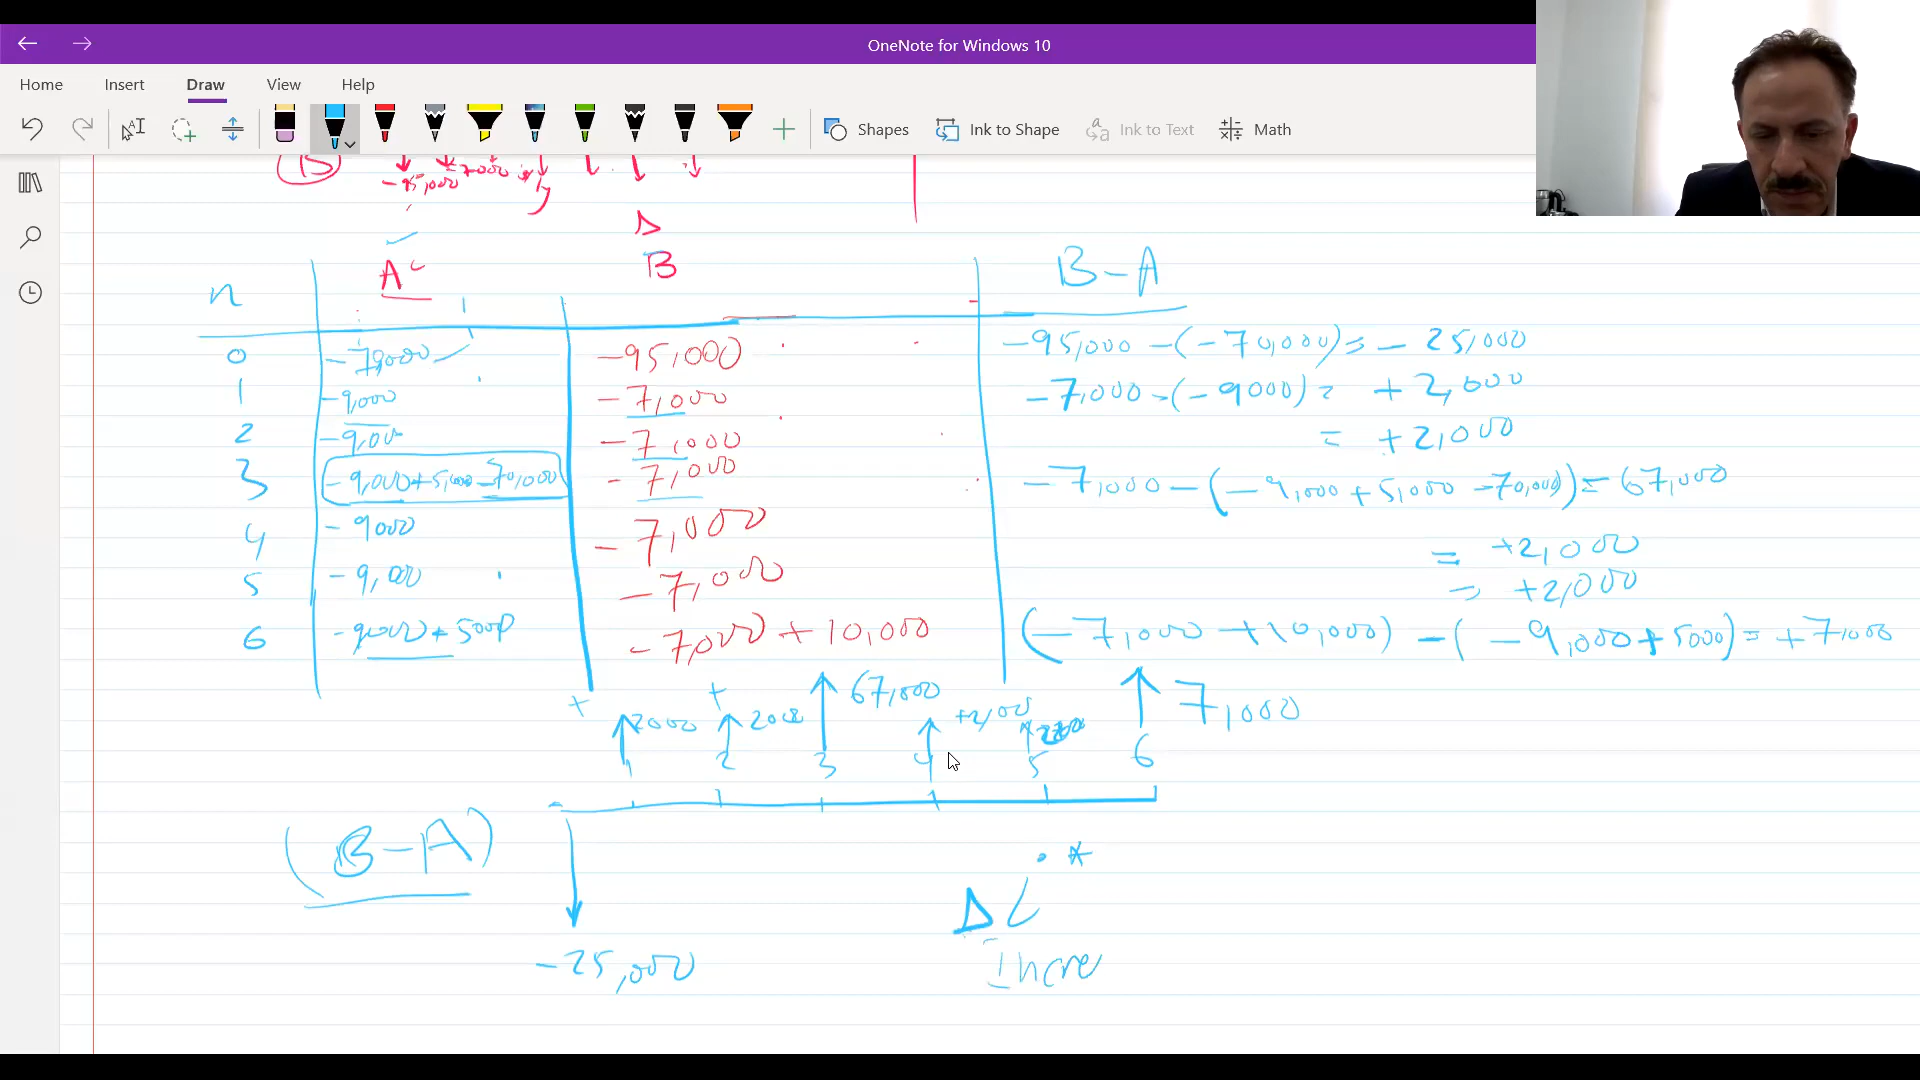 OneNote for Windows 10
Home Insert Draw View Help
Shapes Ink to Shape Ink to Text Math
B
-95,000
A B B-A
n
0 -70,000 -95,000 -95,000 -(-70,000)= - 25,000
1 -9,000 -7,000 -7,000 -(-9000) = +2,000
2 -9,00 -7,000 = +2,000
3 -9,000+5,000-70,000 -7,000 -7,000 -(-9,000 + 5,000 -70,000) = 67,000
4 -9000 -7,000 = +2,000
5 -9,000 -7,000 = +2,000
6 -9000 + 5000 -7,000 + 10,000 (-7,000 +10,000) -( -9,000+5000) = +7,000
+ 2000 + 2000 67,000 +2,000 7,000
1 2 3 4 5 6
(B-A)
Δi*
-25,000 Incre